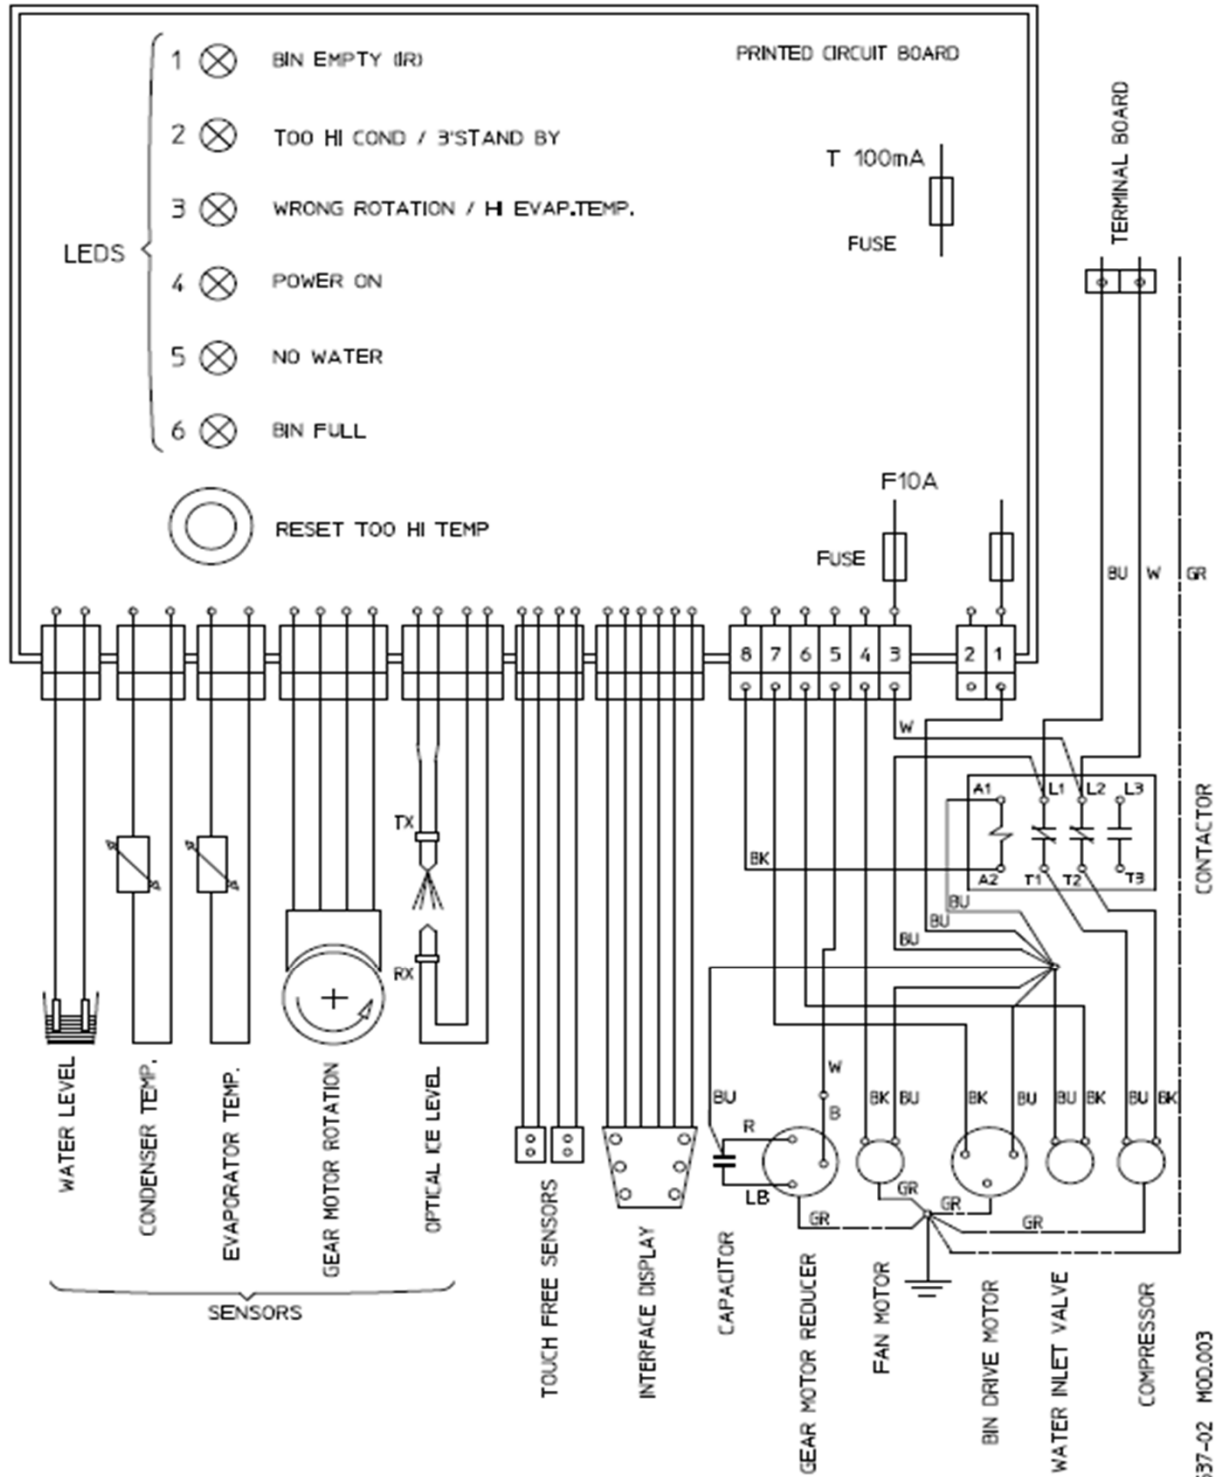 PRINTED CIRCUIT BOARD
LEDS
1 BIN EMPTY (IR)
2 TOO HI COND / 3'STAND BY
3 WRONG ROTATION / HI EVAP.TEMP.
4 POWER ON
5 NO WATER
6 BIN FULL
RESET TOO HI TEMP
T 100mA
FUSE
F10A
FUSE
TERMINAL BOARD
BU W GR
8 7 6 5 4 3 2 1
W
A1 L1 L2 L3
A2 T1 T2 T3
CONTACTOR
BK
BU
BU
BU
TX
RX
W
B
BU
R
LB
BK BU
BK BU
BU BK
BU BK
GR
GR
GR
GR
WATER LEVEL
CONDENSER TEMP.
EVAPORATOR TEMP.
GEAR MOTOR ROTATION
OPTICAL ICE LEVEL
SENSORS
TOUCH FREE SENSORS
INTERFACE DISPLAY
CAPACITOR
GEAR MOTOR REDUCER
FAN MOTOR
BIN DRIVE MOTOR
WATER INLET VALVE
COMPRESSOR
537-02 MOD.003